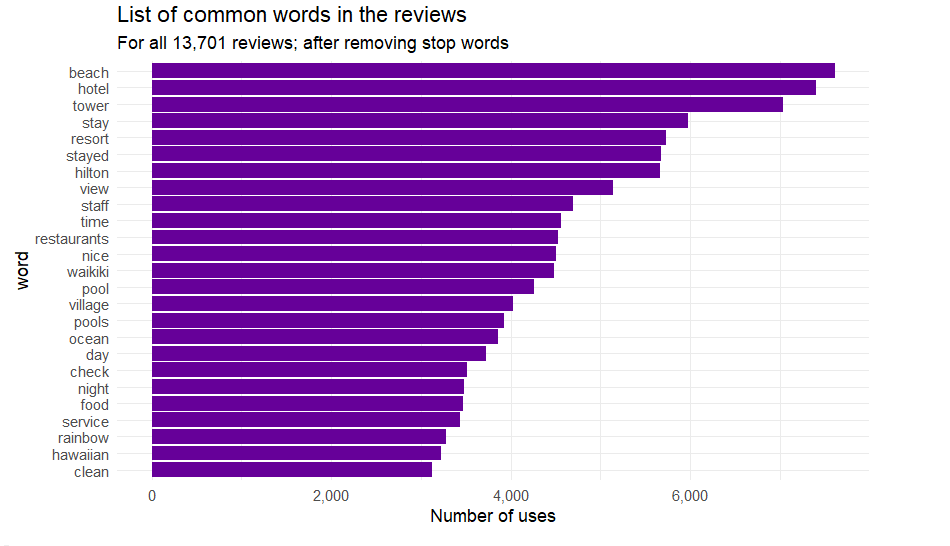 List of common words in the reviews
For all 13,701 reviews; after removing stop words
word
beach
hotel
tower
stay
resort
stayed
hilton
view
staff
time
restaurants
nice
waikiki
pool
village
pools
ocean
day
check
night
food
service
rainbow
hawaiian
clean
0 2,000 4,000 6,000
Number of uses